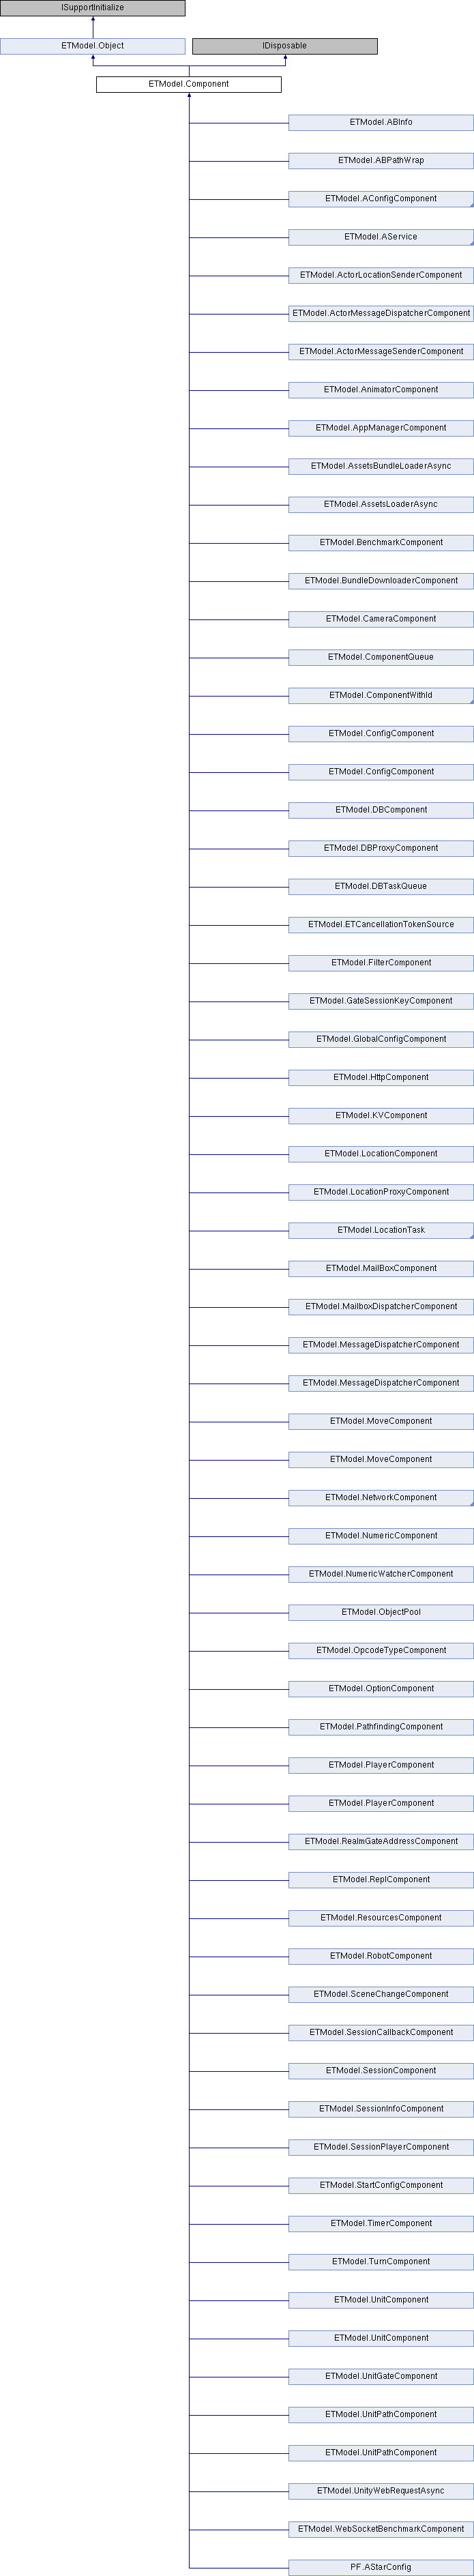 ISupportInitialize
ETModel.Object
IDisposable
ETModel.Component
ETModel.ABInfo
ETModel.ABPathWrap
ETModel.AConfigComponent
ETModel.AService
ETModel.ActorLocationSenderComponent
ETModel.ActorMessageDispatcherComponent
ETModel.ActorMessageSenderComponent
ETModel.AnimatorComponent
ETModel.AppManagerComponent
ETModel.AssetsBundleLoaderAsync
ETModel.AssetsLoaderAsync
ETModel.BenchmarkComponent
ETModel.BundleDownloaderComponent
ETModel.CameraComponent
ETModel.ComponentQueue
ETModel.ComponentWithId
ETModel.ConfigComponent
ETModel.ConfigComponent
ETModel.DBComponent
ETModel.DBProxyComponent
ETModel.DBTaskQueue
ETModel.ETCancellationTokenSource
ETModel.FilterComponent
ETModel.GateSessionKeyComponent
ETModel.GlobalConfigComponent
ETModel.HttpComponent
ETModel.KVComponent
ETModel.LocationComponent
ETModel.LocationProxyComponent
ETModel.LocationTask
ETModel.MailBoxComponent
ETModel.MailboxDispatcherComponent
ETModel.MessageDispatcherComponent
ETModel.MessageDispatcherComponent
ETModel.MoveComponent
ETModel.MoveComponent
ETModel.NetworkComponent
ETModel.NumericComponent
ETModel.NumericWatcherComponent
ETModel.ObjectPool
ETModel.OpcodeTypeComponent
ETModel.OptionComponent
ETModel.PathfindingComponent
ETModel.PlayerComponent
ETModel.PlayerComponent
ETModel.RealmGateAddressComponent
ETModel.ReplComponent
ETModel.ResourcesComponent
ETModel.RobotComponent
ETModel.SceneChangeComponent
ETModel.SessionCallbackComponent
ETModel.SessionComponent
ETModel.SessionInfoComponent
ETModel.SessionPlayerComponent
ETModel.StartConfigComponent
ETModel.TimerComponent
ETModel.TurnComponent
ETModel.UnitComponent
ETModel.UnitComponent
ETModel.UnitGateComponent
ETModel.UnitPathComponent
ETModel.UnitPathComponent
ETModel.UnityWebRequestAsync
ETModel.WebSocketBenchmarkComponent
PF.AStarConfig